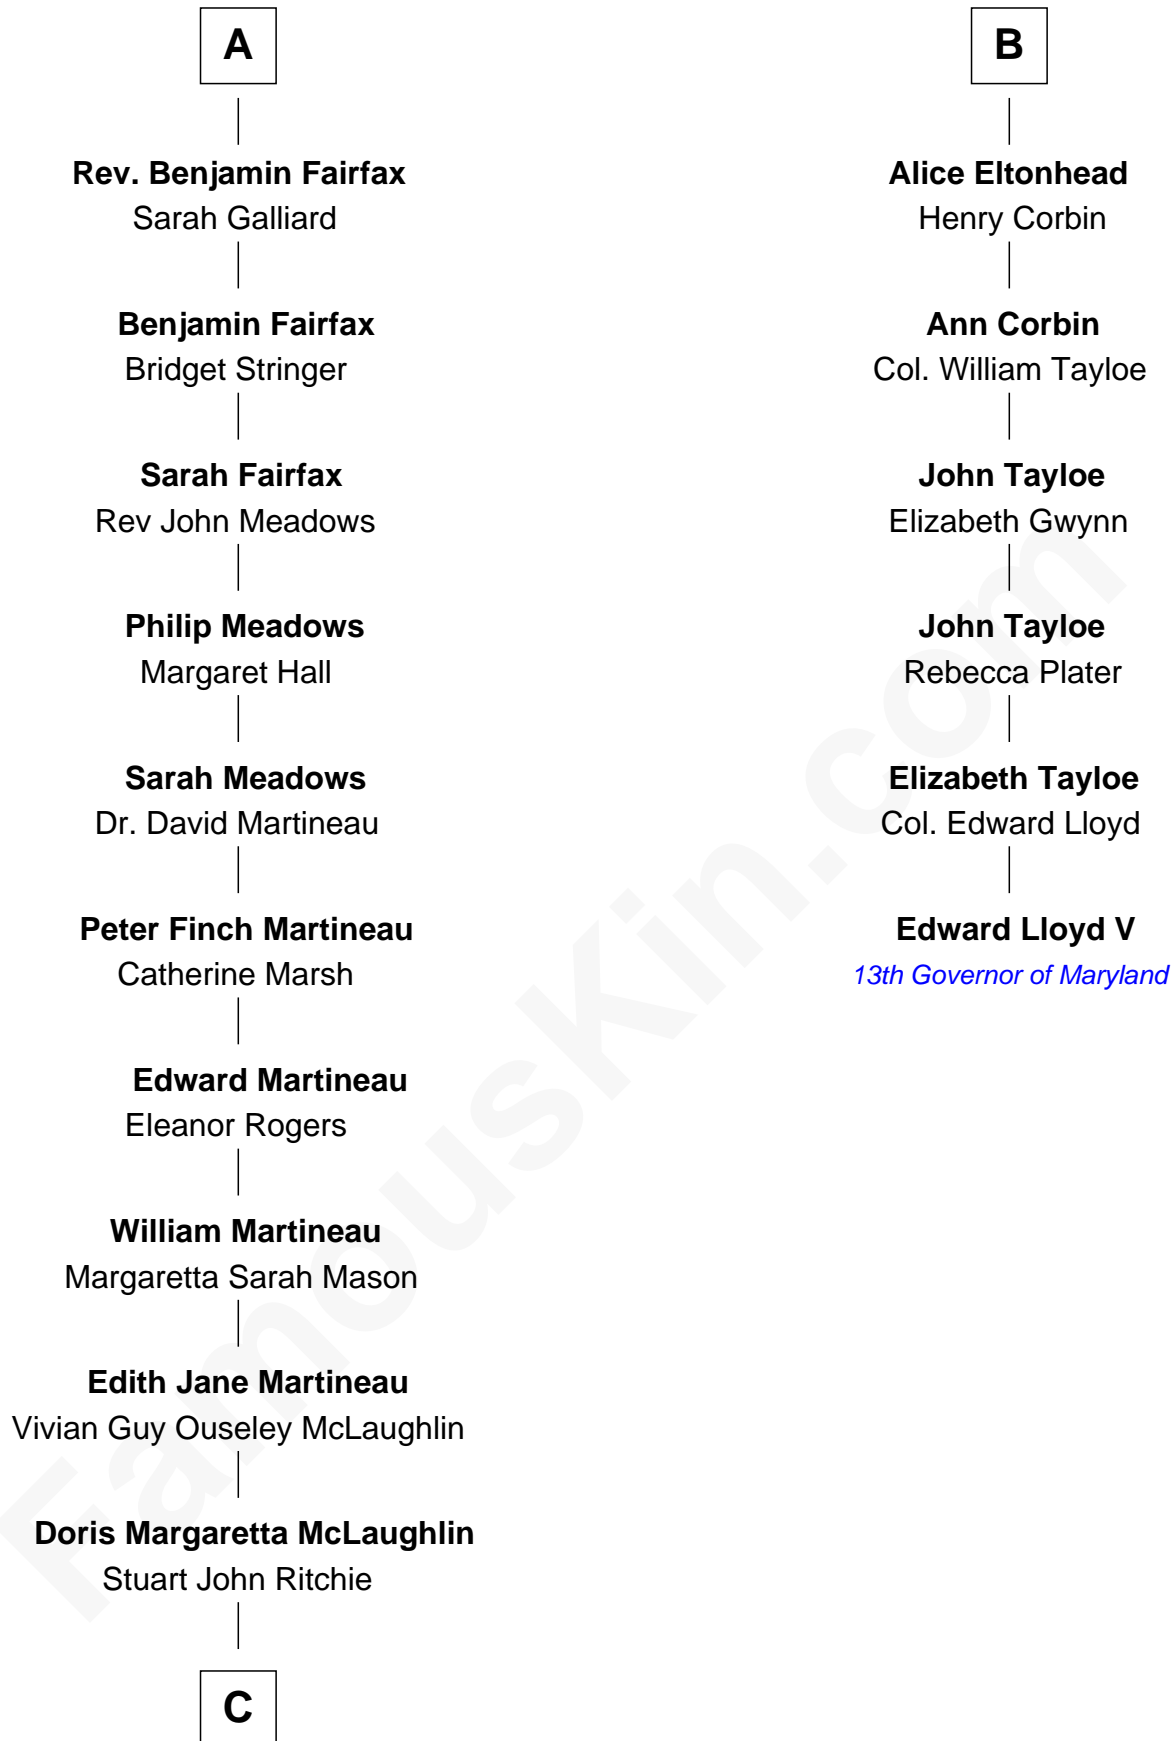 A
Rev. Benjamin Fairfax
Sarah Galliard
Benjamin Fairfax
Bridget Stringer
Sarah Fairfax
Rev John Meadows
Philip Meadows
Margaret Hall
Sarah Meadows
Dr. David Martineau
Peter Finch Martineau
Catherine Marsh
Edward Martineau
Eleanor Rogers
William Martineau
Margaretta Sarah Mason
Edith Jane Martineau
Vivian Guy Ouseley McLaughlin
Doris Margaretta McLaughlin
Stuart John Ritchie
C
B
Alice Eltonhead
Henry Corbin
Ann Corbin
Col. William Tayloe
John Tayloe
Elizabeth Gwynn
John Tayloe
Rebecca Plater
Elizabeth Tayloe
Col. Edward Lloyd
Edward Lloyd V
13th Governor of Maryland
FamousKin.com